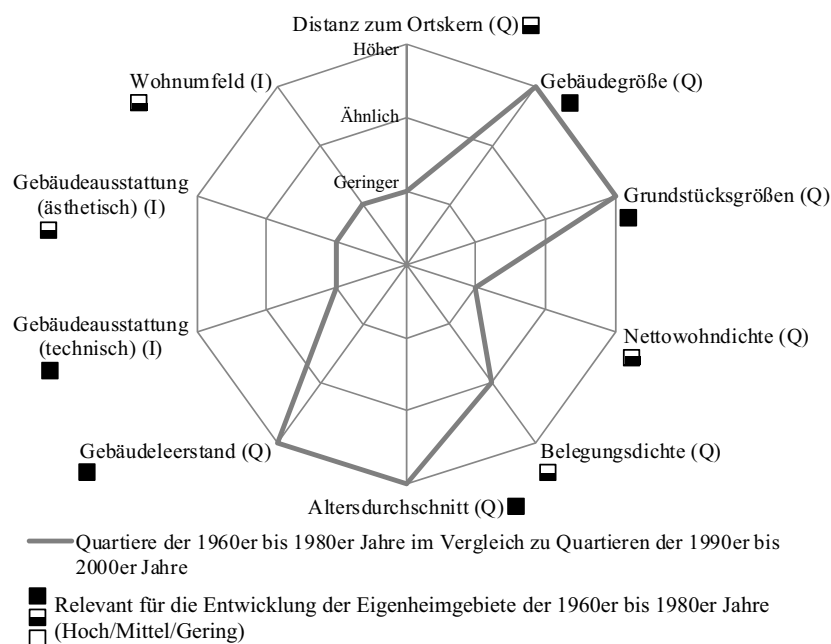 Distanz zum Ortskern (Q)
Höher
Wohnumfeld (I)
Gebäudegröße (Q)
Ähnlich
Gebäudeausstattung
(ästhetisch) (I)
Geringer
Grundstücksgrößen (Q)
Gebäudeausstattung
(technisch) (I)
Nettowohndichte (Q)
Gebäudeleerstand (Q)
Belegungsdichte (Q)
Altersdurchschnitt (Q)
Quartiere der 1960er bis 1980er Jahre im Vergleich zu Quartieren der 1990er bis
2000er Jahre
Relevant für die Entwicklung der Eigenheimgebiete der 1960er bis 1980er Jahre
(Hoch/Mittel/Gering)